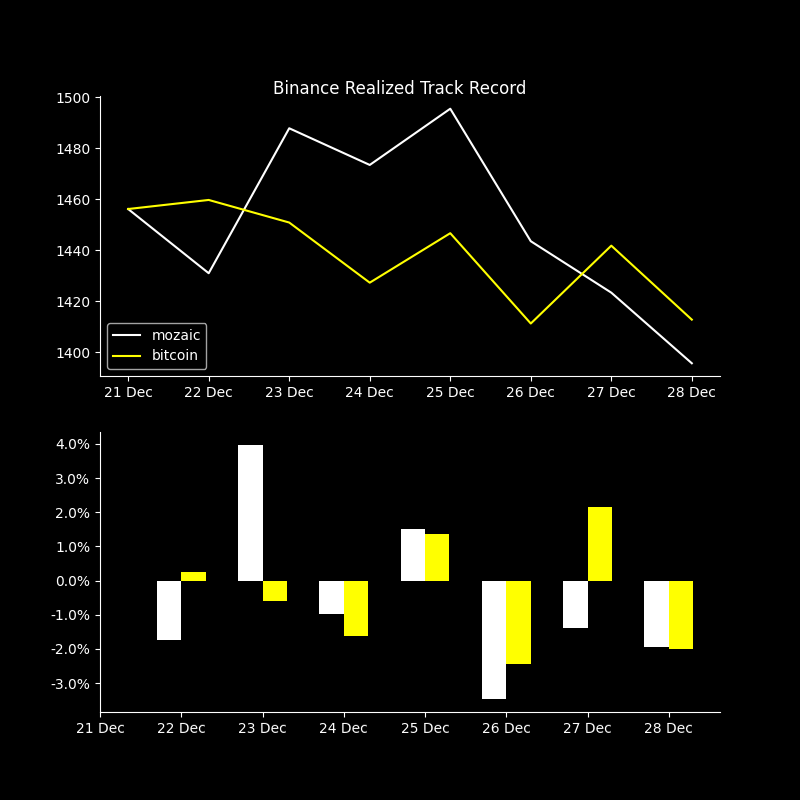 Binance Realized Track Record
1500
1480
1460
1440
1420
1400
mozaic
bitcoin
21 Dec 22 Dec 23 Dec 24 Dec 25 Dec 26 Dec 27 Dec 28 Dec
4.0%
3.0%
2.0%
1.0%
0.0%
-1.0%
-2.0%
-3.0%
21 Dec 22 Dec 23 Dec 24 Dec 25 Dec 26 Dec 27 Dec 28 Dec